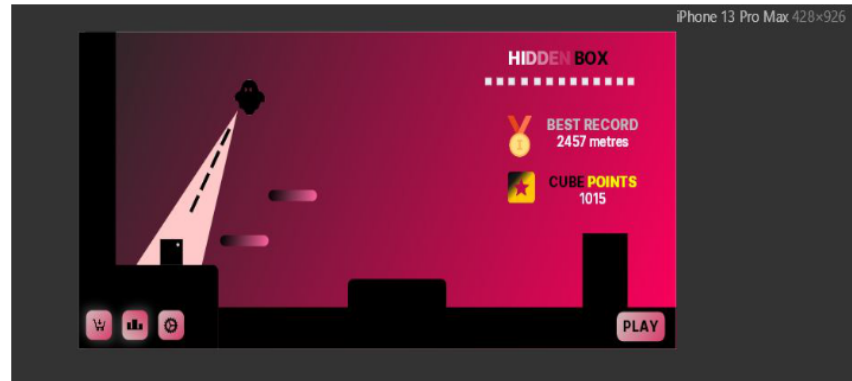 iPhone 13 Pro Max 428×926
HIDDEN BOX
BEST RECORD
2457 metres
CUBE POINTS
1015
PLAY